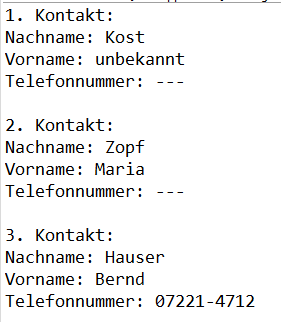 1. Kontakt:
Nachname: Kost
Vorname: unbekannt
Telefonnummer: ---

2. Kontakt:
Nachname: Zopf
Vorname: Maria
Telefonnummer: ---

3. Kontakt:
Nachname: Hauser
Vorname: Bernd
Telefonnummer: 07221-4712